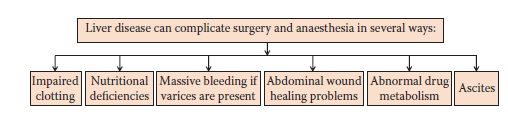 Liver disease can complicate surgery and anaesthesia in several ways:
Impaired
clotting
Nutritional
deficiencies
Massive bleeding if
varices are present
Abdominal wound
healing problems
Abnormal drug
metabolism
Ascites